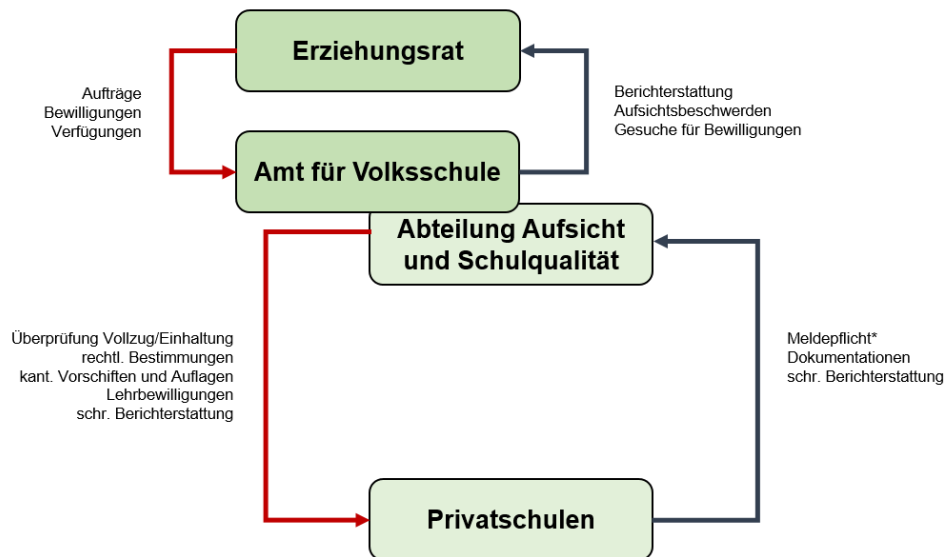 Erziehungsrat
Aufträge
Bewilligungen
Verfügungen
Berichterstattung
Aufsichtsbeschwerden
Gesuche für Bewilligungen
Amt für Volksschule
Abteilung Aufsicht
und Schulqualität
Überprüfung Vollzug/Einhaltung
rechtl. Bestimmungen
kant. Vorschiften und Auflagen
Lehrbewilligungen
schr. Berichterstattung
Meldepflicht*
Dokumentationen
schr. Berichterstattung
Privatschulen